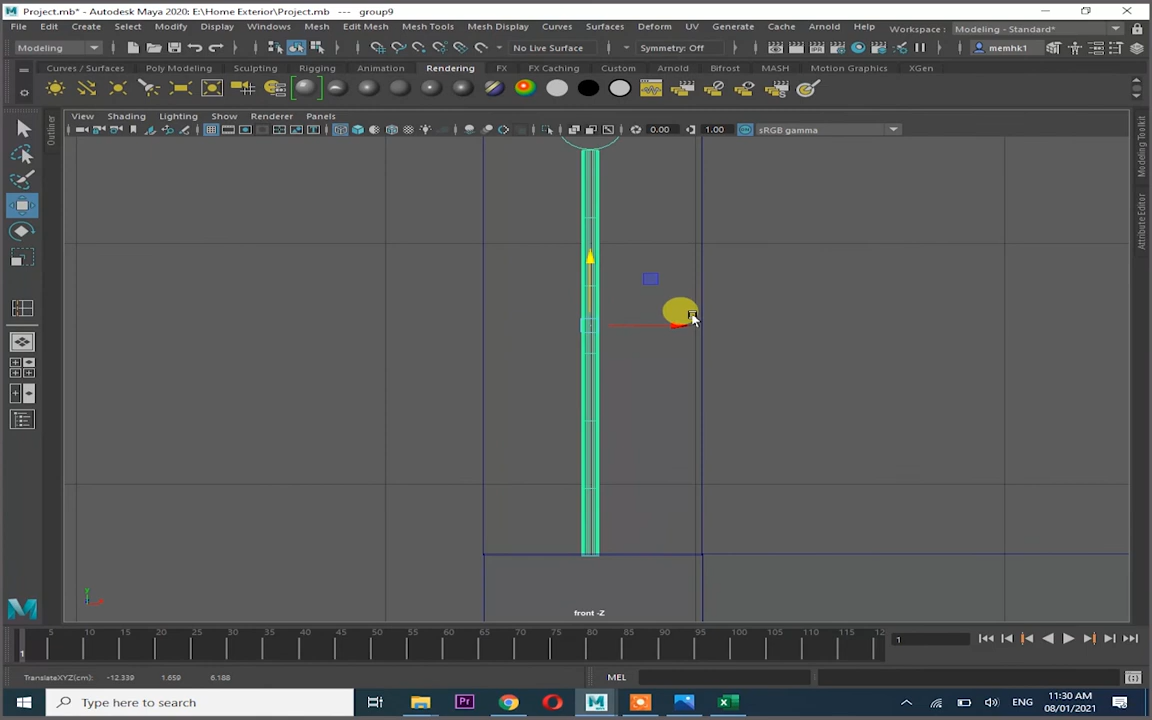 Project.mb* - Autodesk Maya 2020: E:\Home Exterior\Project.mb* --- group9
File Edit Create Select Modify Display Windows Mesh Edit Mesh Mesh Tools Mesh Display Curves Surfaces Deform UV Generate Cache Arnold Help Workspace: Modeling - Standard*
Modeling No Live Surface Symmetry: Off memhk1
Curves / Surfaces Poly Modeling Sculpting Rigging Animation Rendering FX FX Caching Custom Arnold Bifrost MASH Motion Graphics XGen
View Shading Lighting Show Renderer Panels
0.00 1.00 sRGB gamma
Outliner
Modeling Toolkit
Attribute Editor
y
front -Z
5 10 15 20 25 30 35 40 45 50 55 60 65 70 75 80 85 90 95 100 105 110 115 12
1 1
TranslateXYZ(cm): -12.339 1.659 6.188 MEL
Type here to search ENG 11:30 AM
08/01/2021